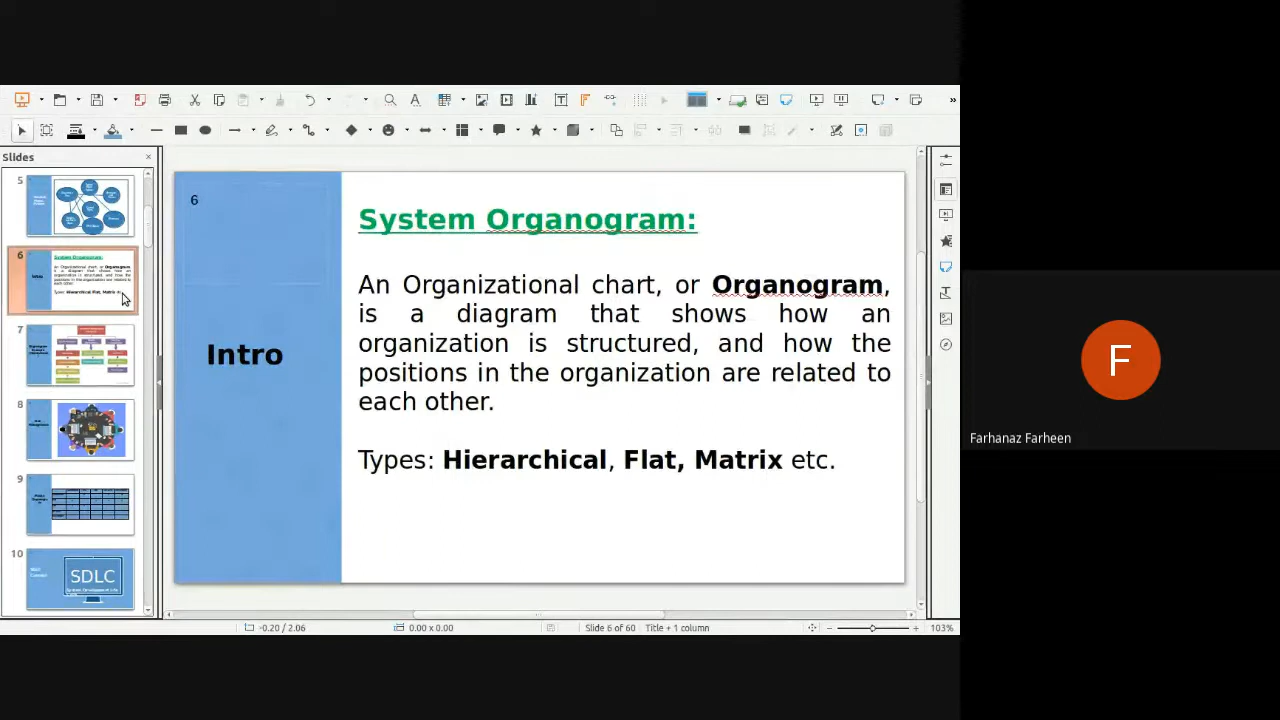 Slides
5
6
System Organogram:
Intro
7
8
9
10
SDLC
6
System Organogram:
An Organizational chart, or Organogram,
is a diagram that shows how an
organization is structured, and how the
positions in the organization are related to
each other.
Intro
Types: Hierarchical, Flat, Matrix etc.
-0.20 / 2.06
0.00 x 0.00
Slide 6 of 60
Title + 1 column
103%
F
Farhanaz Farheen